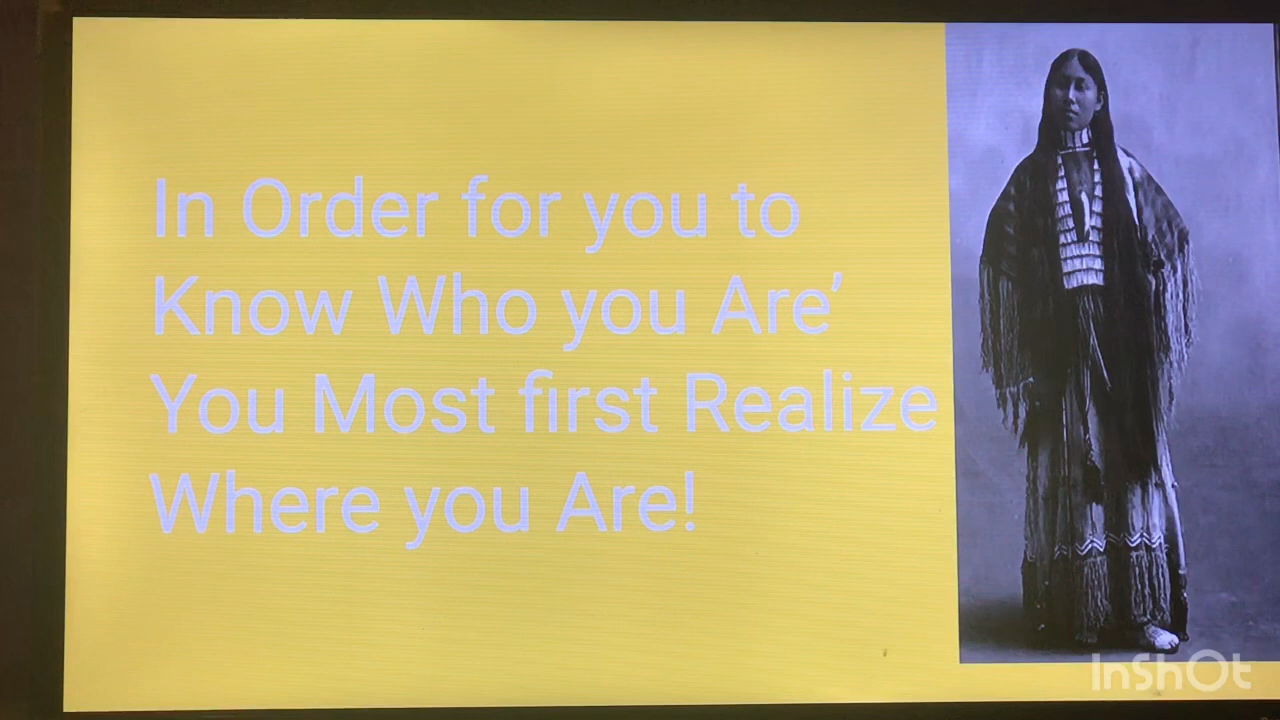 In Order for you to
Know Who you Are’
You Most first Realize
Where you Are!
InShOt